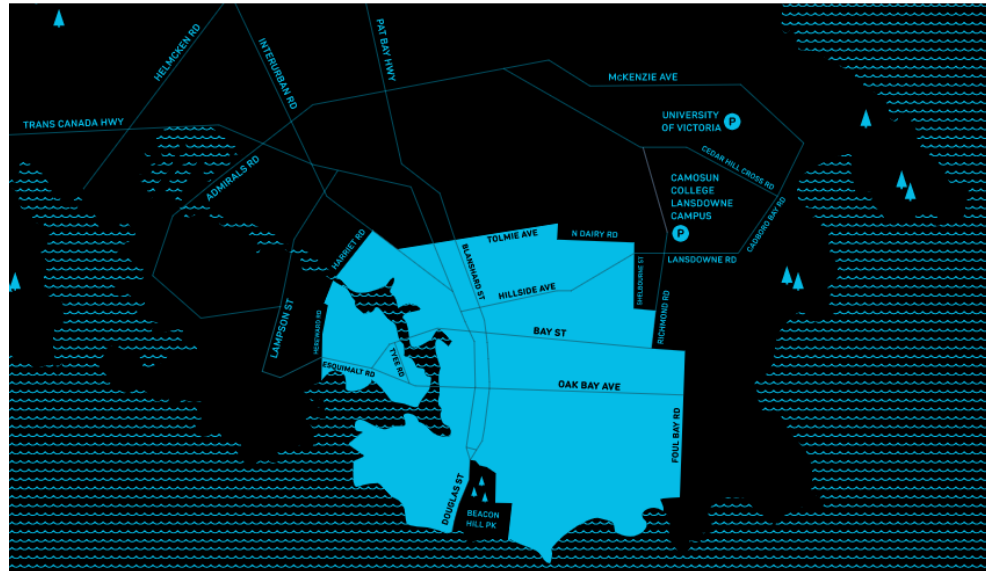 HELMCKEN RD
INTERURBAN RD
PAT BAY HWY
McKENZIE AVE
TRANS CANADA HWY
UNIVERSITY
OF VICTORIA
P
ADMIRALS RD
CEDAR HILL CROSS RD
CAMOSUN
COLLEGE
LANSDOWNE
CAMPUS
P
CADBORO BAY RD
HARRIET RD
TOLMIE AVE
N DAIRY RD
BLANSHARD ST
LANSDOWNE RD
SHELBOURNE ST
HILLSIDE AVE
LAMPSON ST
HEREWARD RD
RICHMOND RD
BAY ST
TYEE RD
ESQUIMALT RD
OAK BAY AVE
FOUL BAY RD
DOUGLAS ST
BEACON
HILL PK